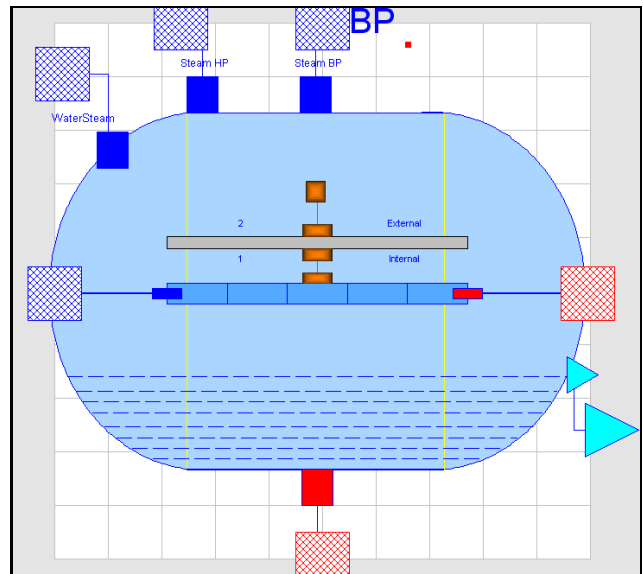 BP
Steam HP
Steam BP
WaterSteam
2
External
1
Internal